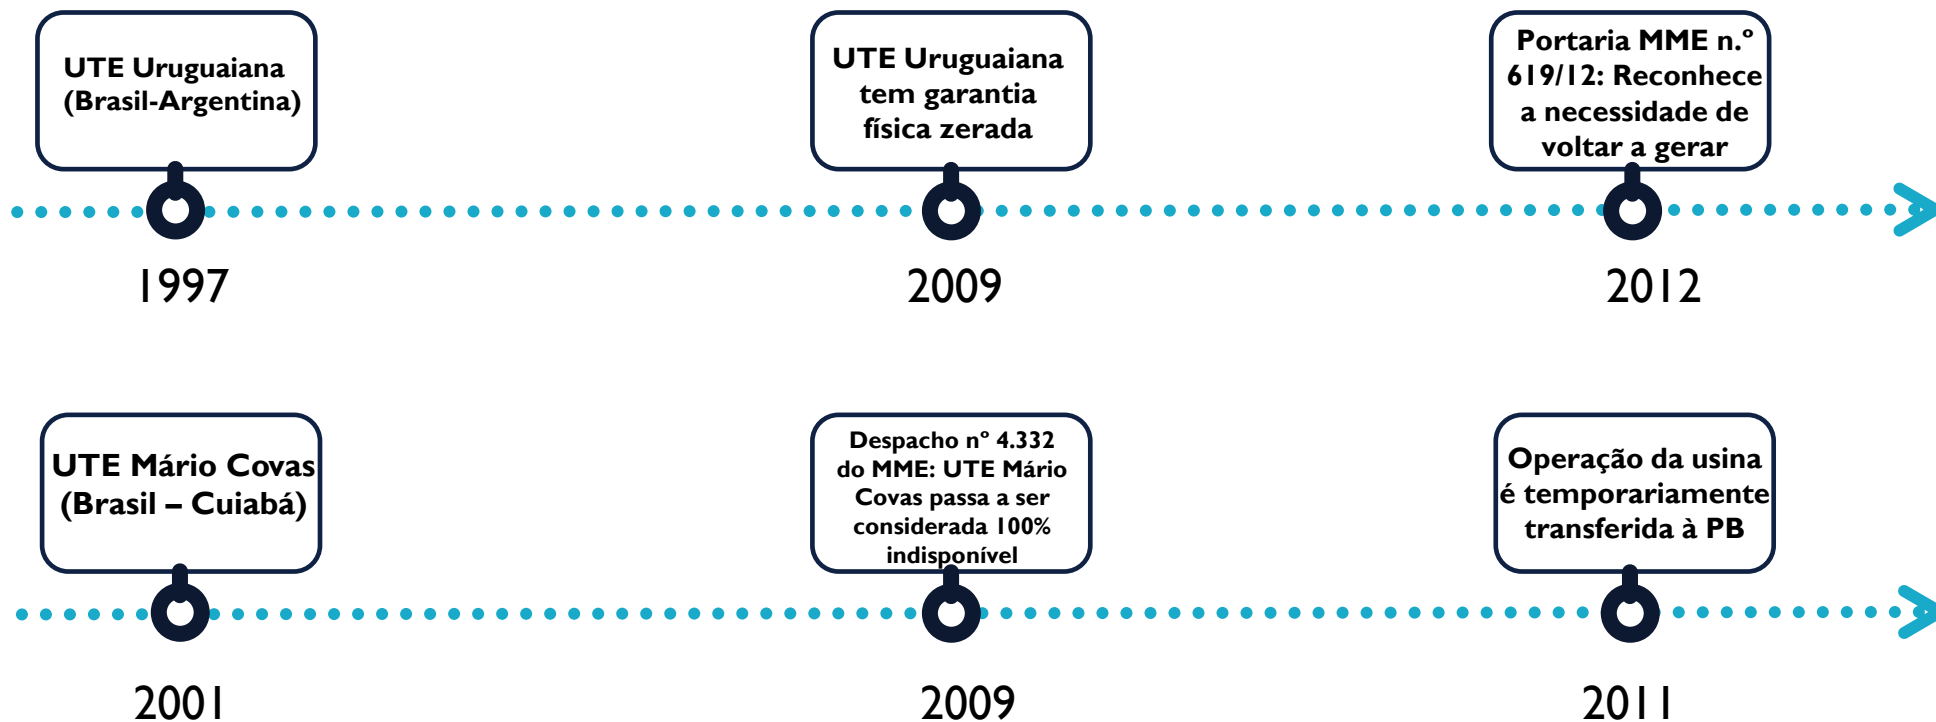 UTE Uruguaiana
(Brasil-Argentina)
UTE Uruguaiana
tem garantia
física zerada
Portaria MME n.º
619/12: Reconhece
a necessidade de
voltar a gerar
1997
2009
2012
UTE Mário Covas
(Brasil – Cuiabá)
Despacho nº 4.332
do MME: UTE Mário
Covas passa a ser
considerada 100%
indisponível
Operação da usina
é temporariamente
transferida à PB
2001
2009
2011